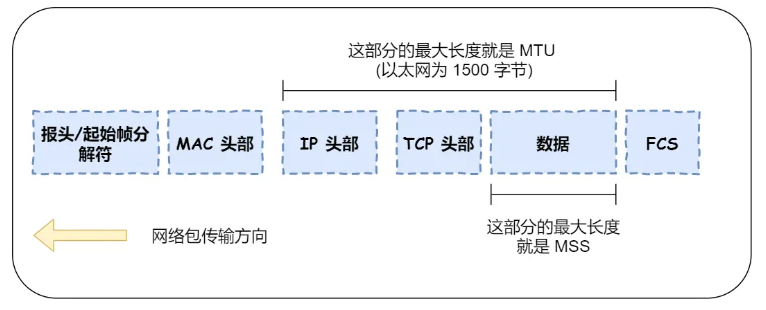 这部分的最大长度就是 MTU
(以太网为 1500 字节)
报头/起始帧分
解符
MAC 头部
IP 头部
TCP 头部
数据
FCS
网络包传输方向
这部分的最大长度
就是 MSS